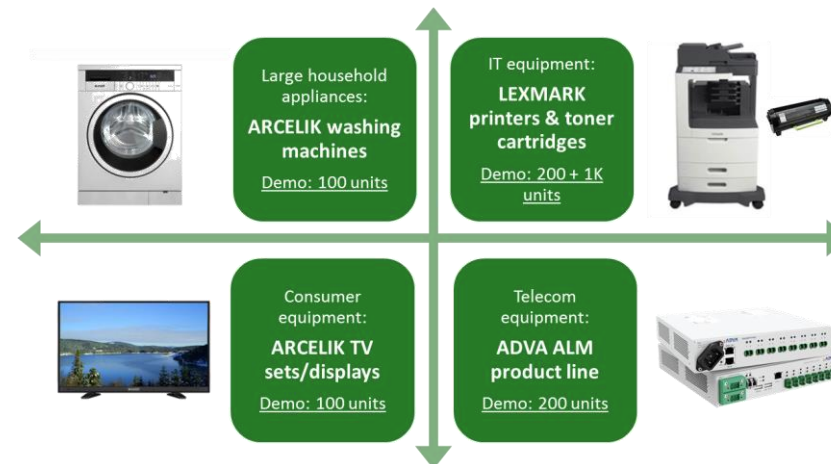 Large household
appliances:
ARCELIK washing
machines
Demo: 100 units
IT equipment:
LEXMARK
printers & toner
cartridges
Demo: 200 + 1K
units
Consumer
equipment:
ARCELIK TV
sets/displays
Demo: 100 units
Telecom
equipment:
ADVA ALM
product line
Demo: 200 units
ADVA